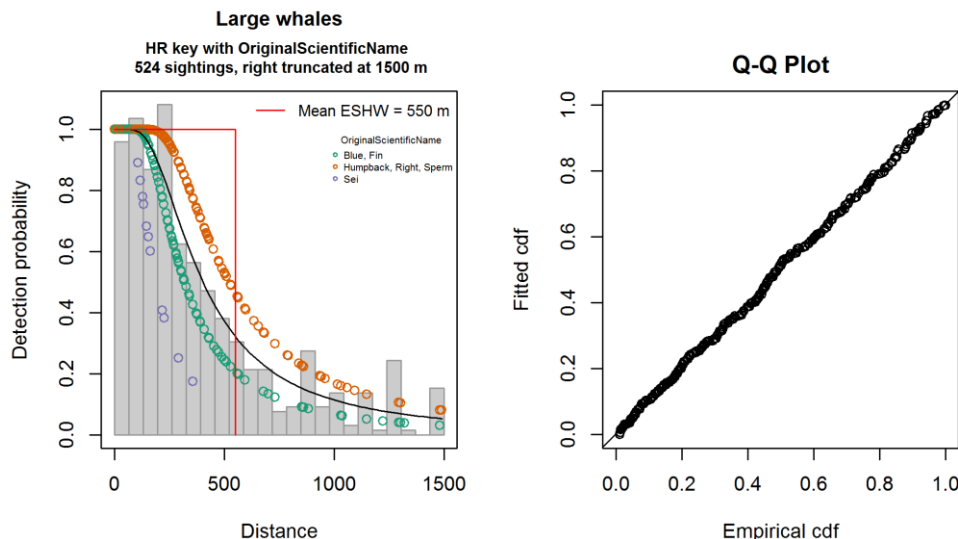 Large whales
HR key with OriginalScientificName
524 sightings, right truncated at 1500 m
Mean ESHW = 550 m
OriginalScientificName
Blue, Fin
Humpback, Right, Sperm
Sei
Detection probability
1.0
0.8
0.6
0.4
0.2
0.0
0 500 1000 1500
Distance
Q-Q Plot
Fitted cdf
1.0
0.8
0.6
0.4
0.2
0.0
0.0 0.2 0.4 0.6 0.8 1.0
Empirical cdf